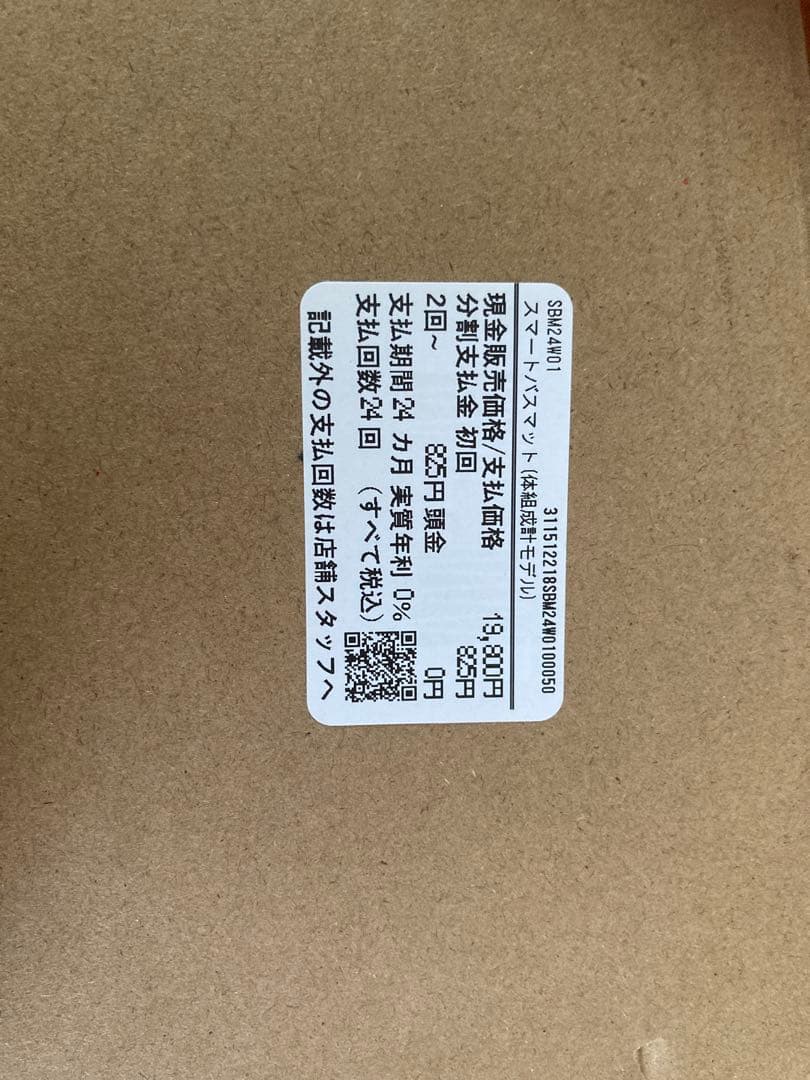 SBM24W01 311512218SBM24W0100050
スマートバスマット(体組成計モデル)
現金販売価格/支払価格 19,800円
分割支払金 初回 825円
2回~ 825円 頭金 0円
支払期間24 カ月 実質年利 0%
支払回数24回 (すべて税込)
記載外の支払回数は店舗スタッフへ